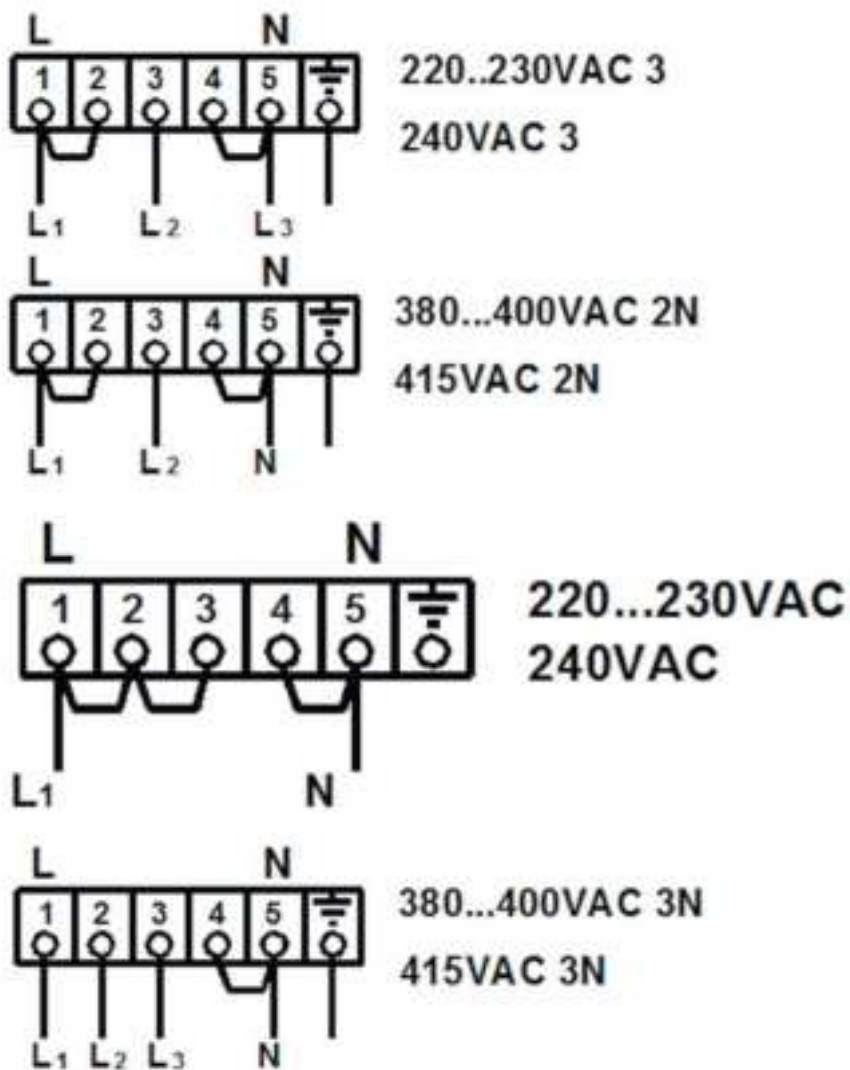 L N
1 2 3 4 5
220..230VAC 3
240VAC 3
L1 L2 L3
L N
1 2 3 4 5
380...400VAC 2N
415VAC 2N
L1 L2 N
L N
1 2 3 4 5
220...230VAC
240VAC
L1 N
L N
1 2 3 4 5
380...400VAC 3N
415VAC 3N
L1 L2 L3 N